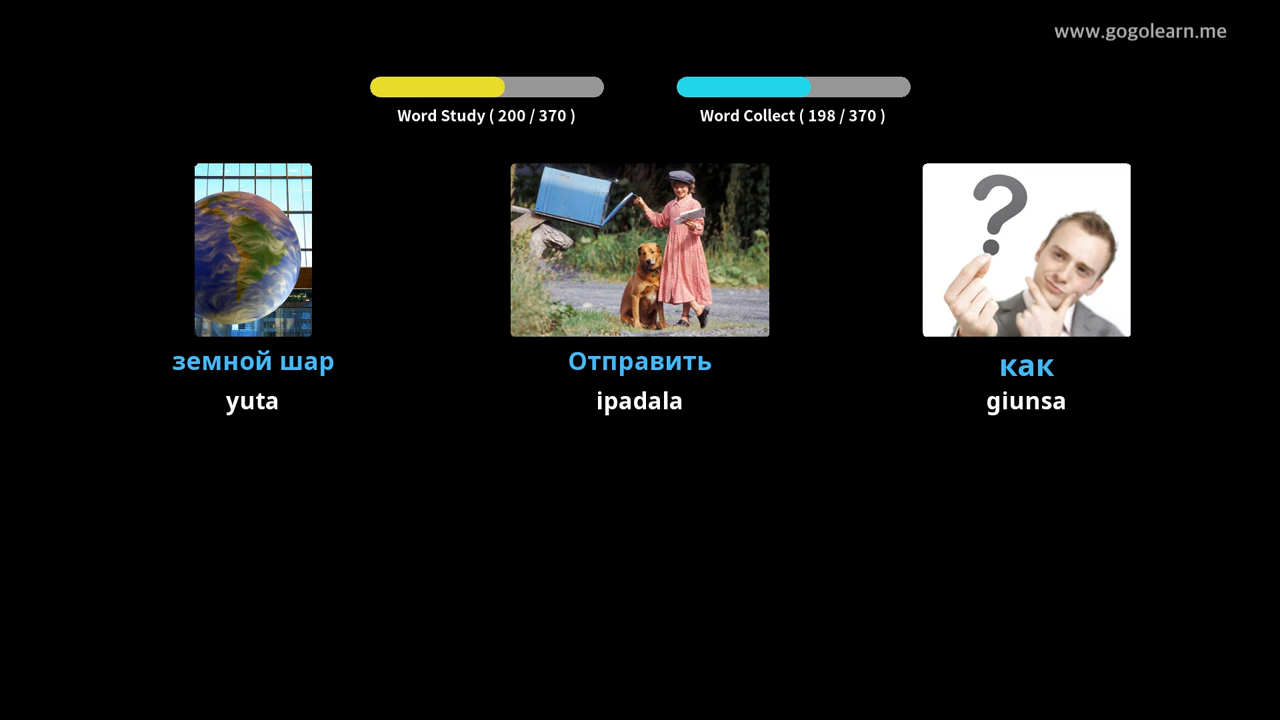 www.gogolearn.me
Word Study ( 200 / 370 )
Word Collect ( 198 / 370 )
земной шар
Отправить
как
yuta
ipadala
giunsa